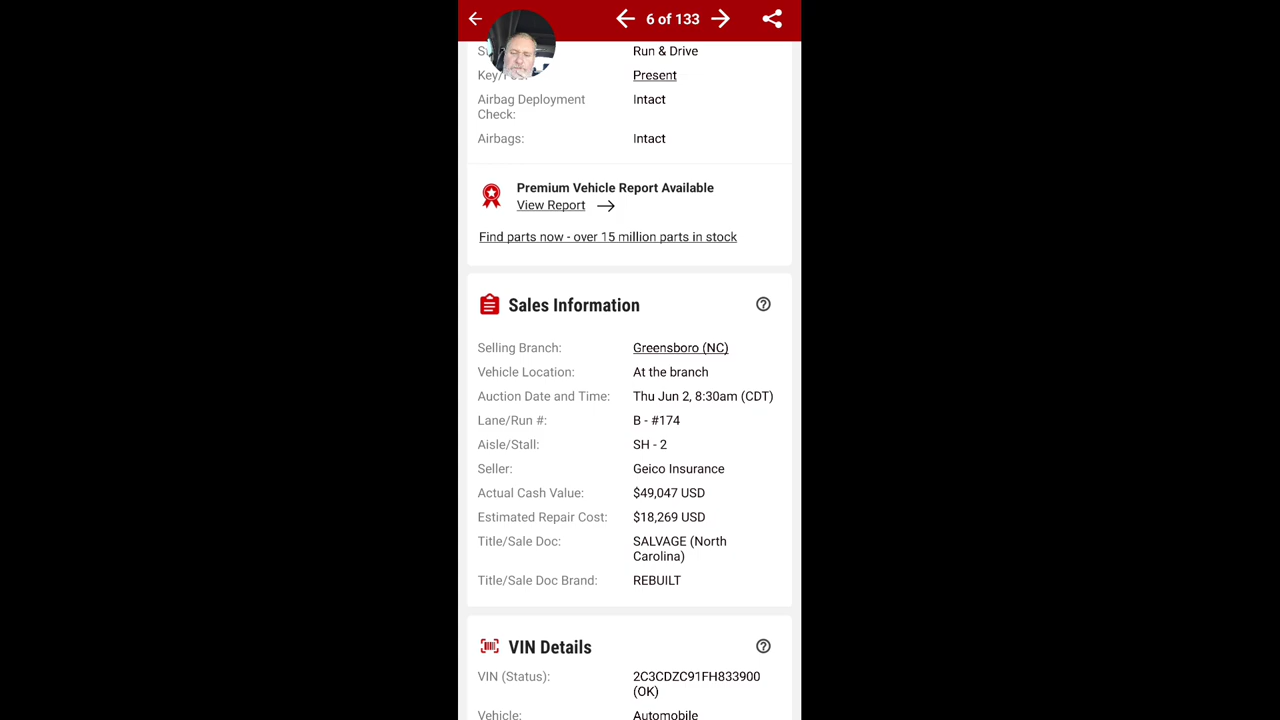 6 of 133
Run & Drive
Present
Airbag Deployment Check:
Intact
Airbags:
Intact
Premium Vehicle Report Available
View Report
Find parts now - over 15 million parts in stock
Sales Information
Selling Branch:
Greensboro (NC)
Vehicle Location:
At the branch
Auction Date and Time:
Thu Jun 2, 8:30am (CDT)
Lane/Run #:
B - #174
Aisle/Stall:
SH - 2
Seller:
Geico Insurance
Actual Cash Value:
$49,047 USD
Estimated Repair Cost:
$18,269 USD
Title/Sale Doc:
SALVAGE (North
Carolina)
Title/Sale Doc Brand:
REBUILT
VIN Details
VIN (Status):
2C3CDZC91FH833900
(OK)
Vehicle:
Automobile